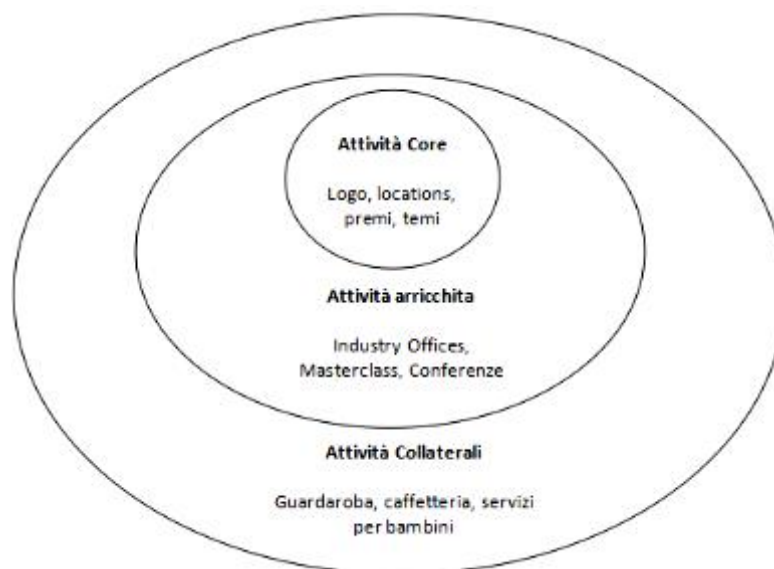 Attività Core
Logo, locations,
premi, temi
Attività arricchita
Industry Offices,
Masterclass, Conferenze
Attività Collaterali
Guardaroba, caffetteria, servizi
per bambini